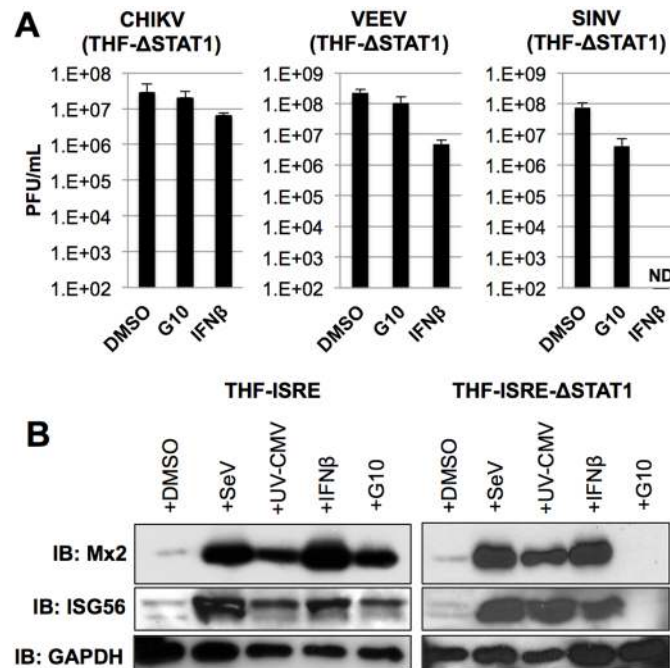 A
CHIKV
(THF-ΔSTAT1)
VEEV
(THF-ΔSTAT1)
SINV
(THF-ΔSTAT1)
PFU/mL
1.E+08
1.E+07
1.E+06
1.E+05
1.E+04
1.E+03
1.E+02
DMSO
G10
IFNβ
1.E+09
1.E+08
1.E+07
1.E+06
1.E+05
1.E+04
1.E+03
1.E+02
DMSO
G10
IFNβ
1.E+09
1.E+08
1.E+07
1.E+06
1.E+05
1.E+04
1.E+03
1.E+02
ND
DMSO
G10
IFNβ
B
THF-ISRE
+DMSO
+SeV
+UV-CMV
+IFNβ
+G10
THF-ISRE-ΔSTAT1
+DMSO
+SeV
+UV-CMV
+IFNβ
+G10
IB: Mx2
IB: ISG56
IB: GAPDH